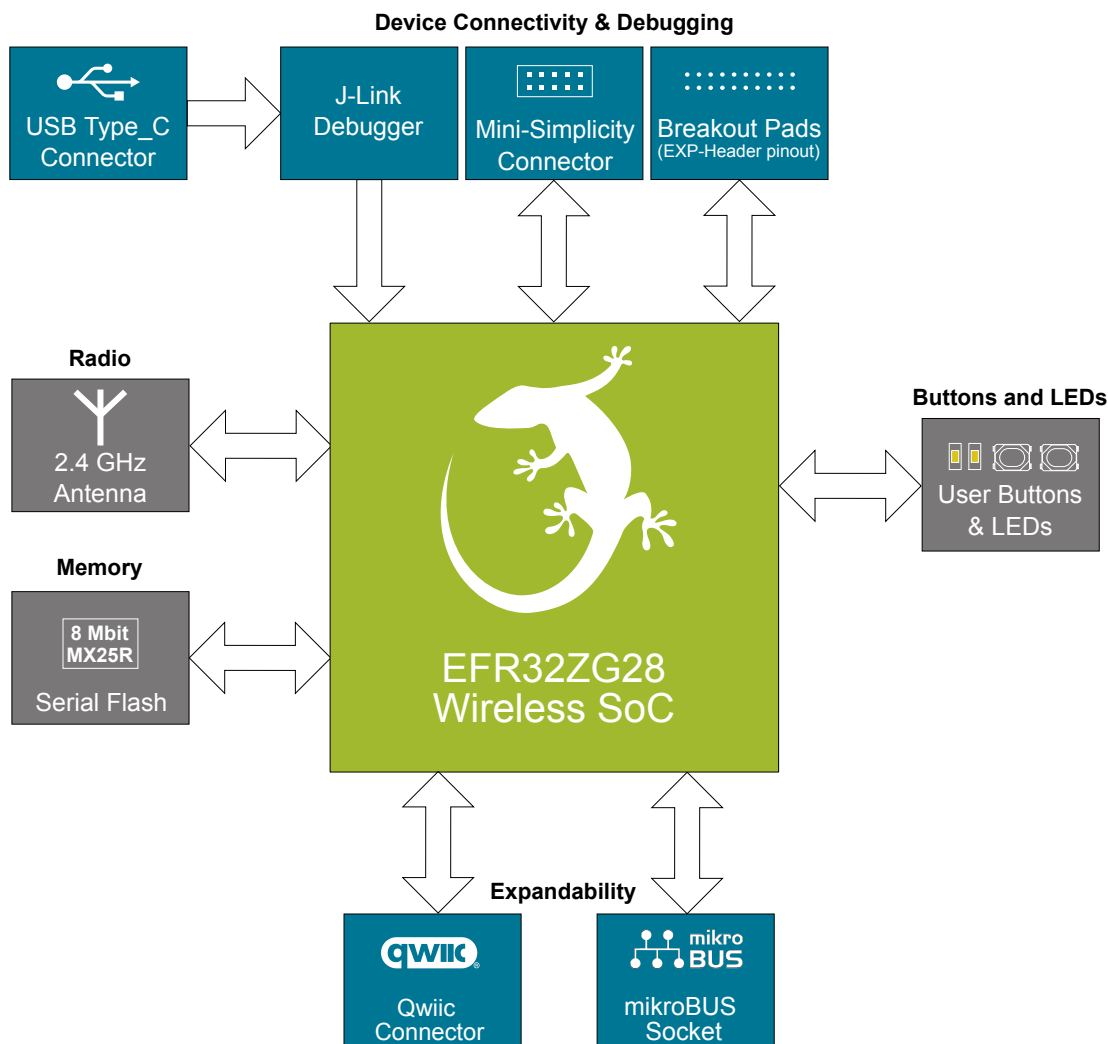 Device Connectivity & Debugging
USB Type_C
Connector
J-Link
Debugger
Mini-Simplicity
Connector
Breakout Pads
(EXP-Header pinout)
Radio
2.4 GHz
Antenna
Buttons and LEDs
User Buttons
& LEDs
Memory
8 Mbit
MX25R
Serial Flash
EFR32ZG28
Wireless SoC
Expandability
qwiic®
Qwiic
Connector
mikro
BUS
mikroBUS
Socket